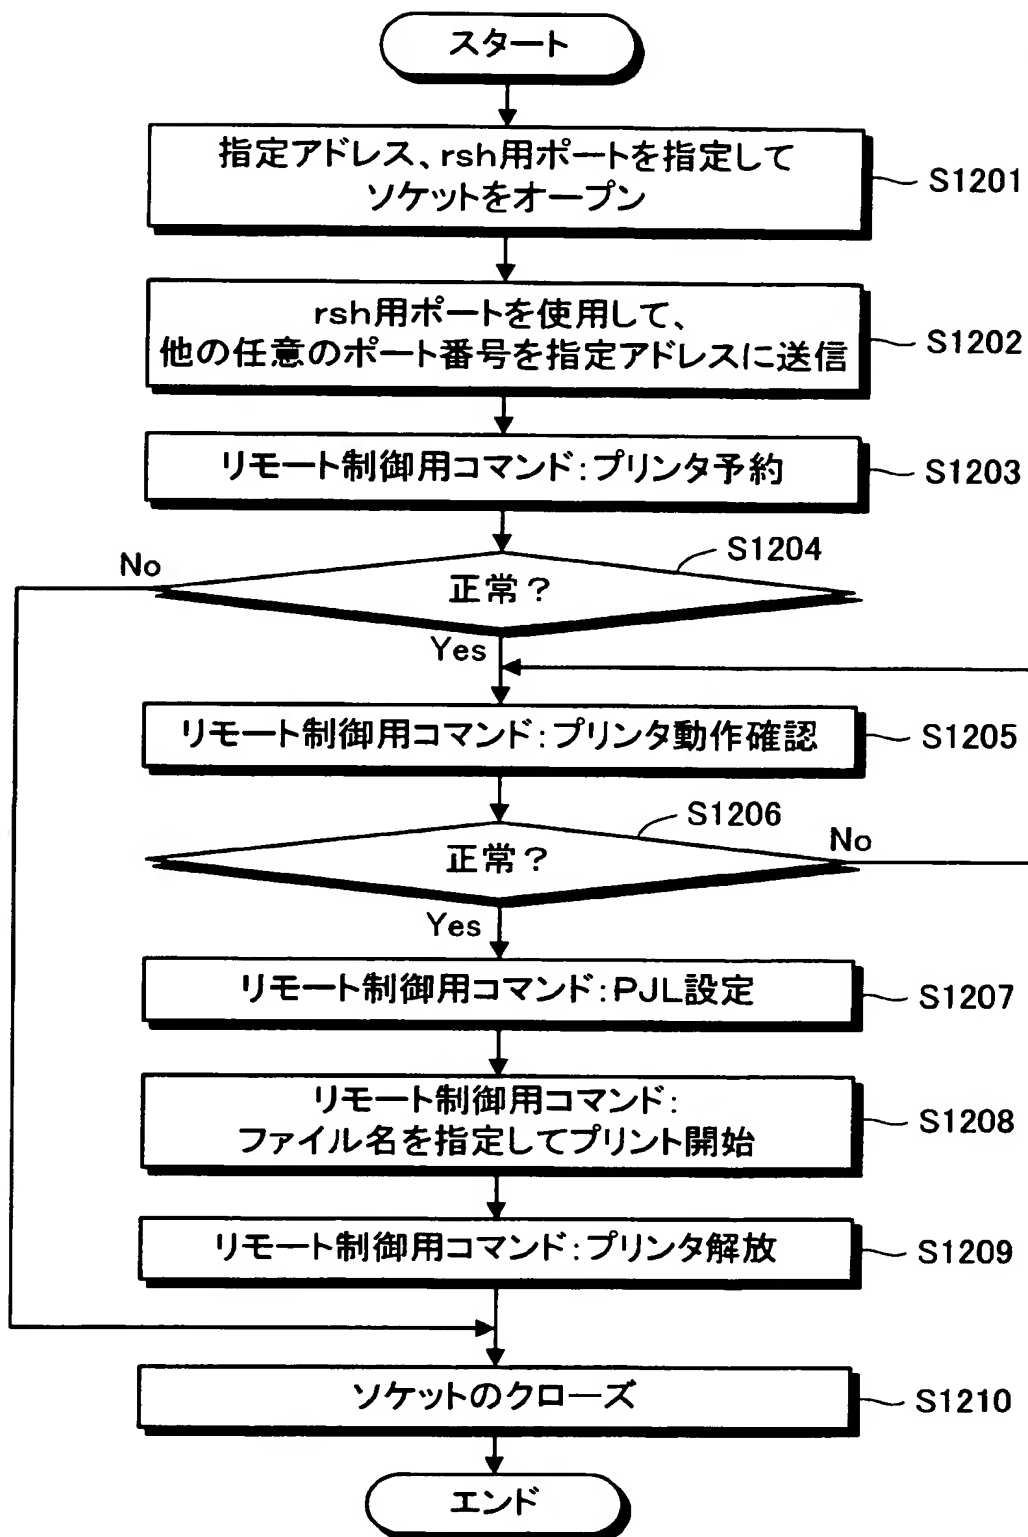 スタート
指定アドレス、rsh用ポートを指定して
ソケットをオープン
S1201
rsh用ポートを使用して、
他の任意のポート番号を指定アドレスに送信
S1202
リモート制御用コマンド:プリンタ予約
S1203
S1204
No
正常?
Yes
リモート制御用コマンド:プリンタ動作確認
S1205
S1206
正常?
No
Yes
リモート制御用コマンド:PJL設定
S1207
リモート制御用コマンド:
ファイル名を指定してプリント開始
S1208
リモート制御用コマンド:プリンタ解放
S1209
ソケットのクローズ
S1210
エンド